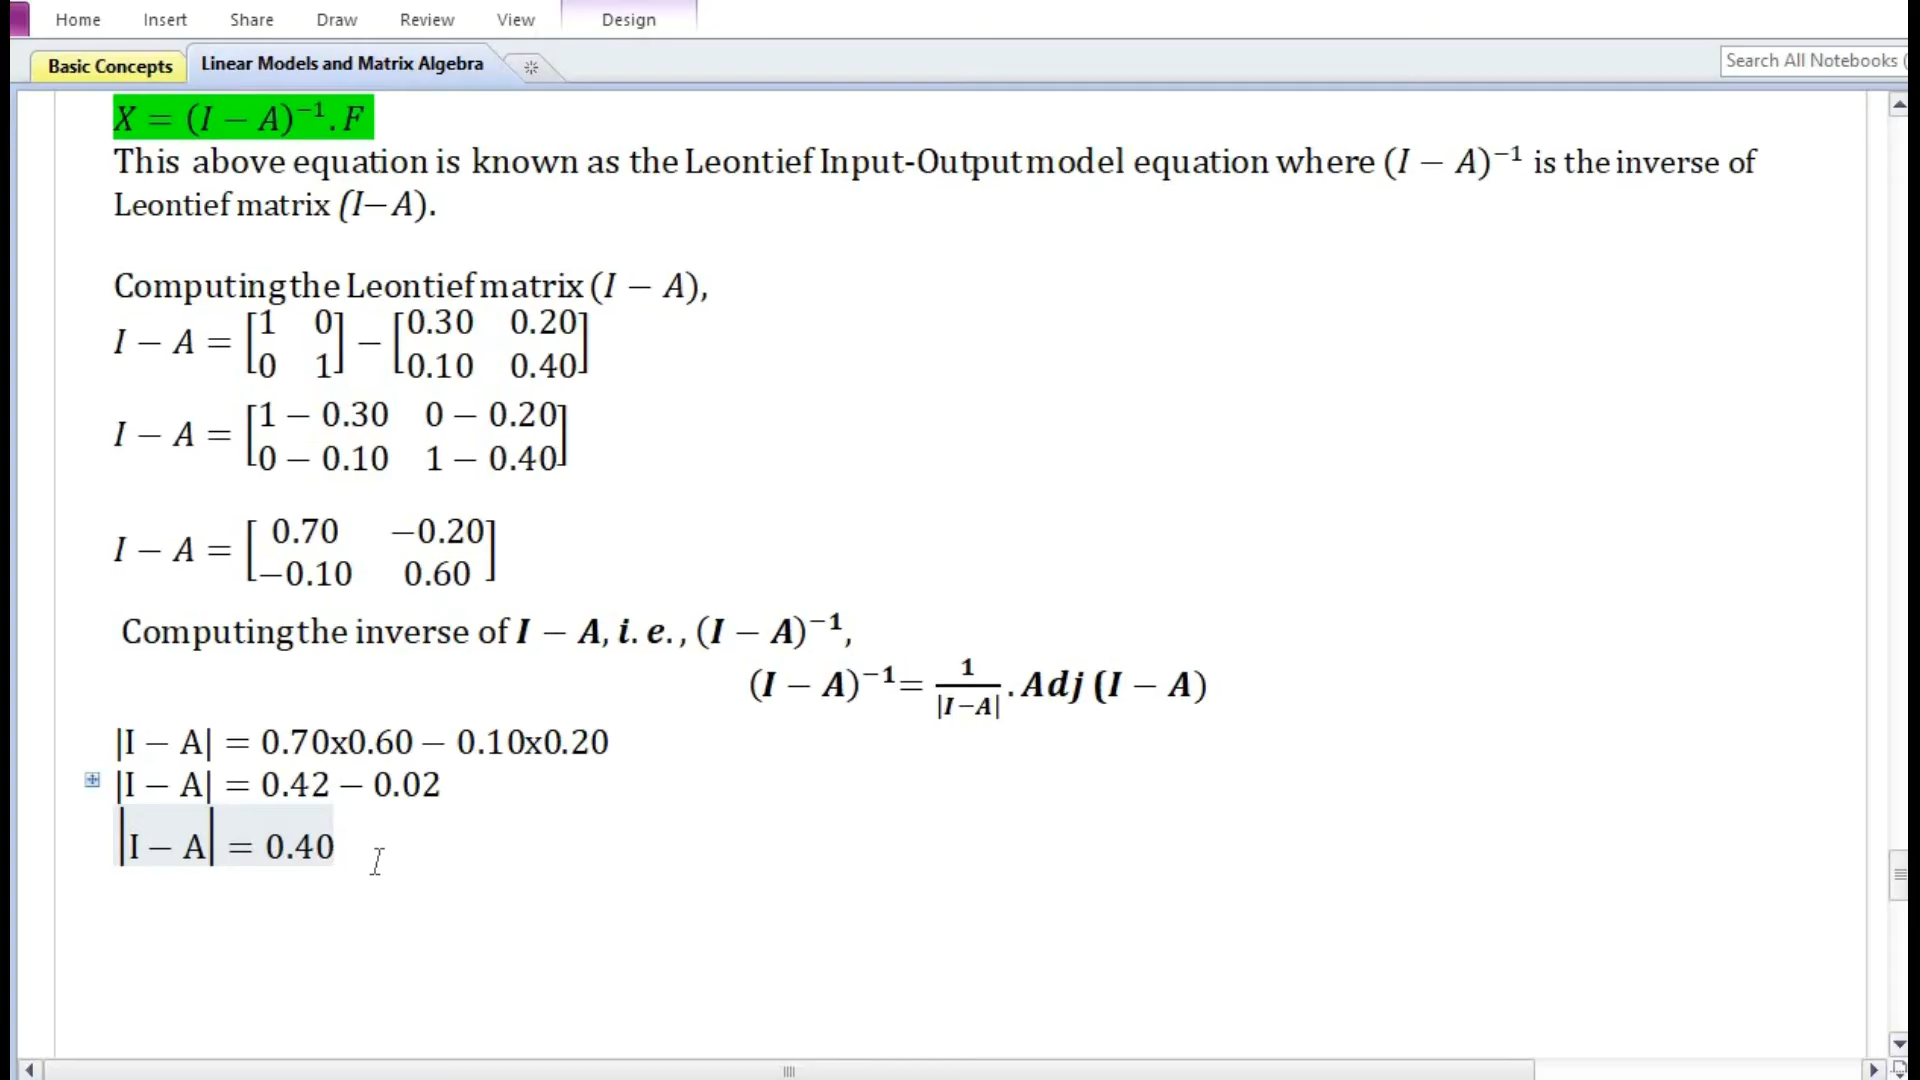 Home Insert Share Draw Review View Design
Basic Concepts Linear Models and Matrix Algebra Search All Notebooks (
X = (I − A)⁻¹. F
This above equation is known as the Leontief Input-Output model equation where (I − A)⁻¹ is the inverse of
Leontief matrix (I− A).
Computing the Leontief matrix (I − A),
I − A = [1 0; 0 1] − [0.30 0.20; 0.10 0.40]
I − A = [1 − 0.30 0 − 0.20; 0 − 0.10 1 − 0.40]
I − A = [0.70 −0.20; −0.10 0.60]
Computing the inverse of I − A, i. e., (I − A)⁻¹,
(I − A)⁻¹= 1/|I−A| . Adj (I − A)
|I − A| = 0.70x0.60 − 0.10x0.20
|I − A| = 0.42 − 0.02
|I − A| = 0.40